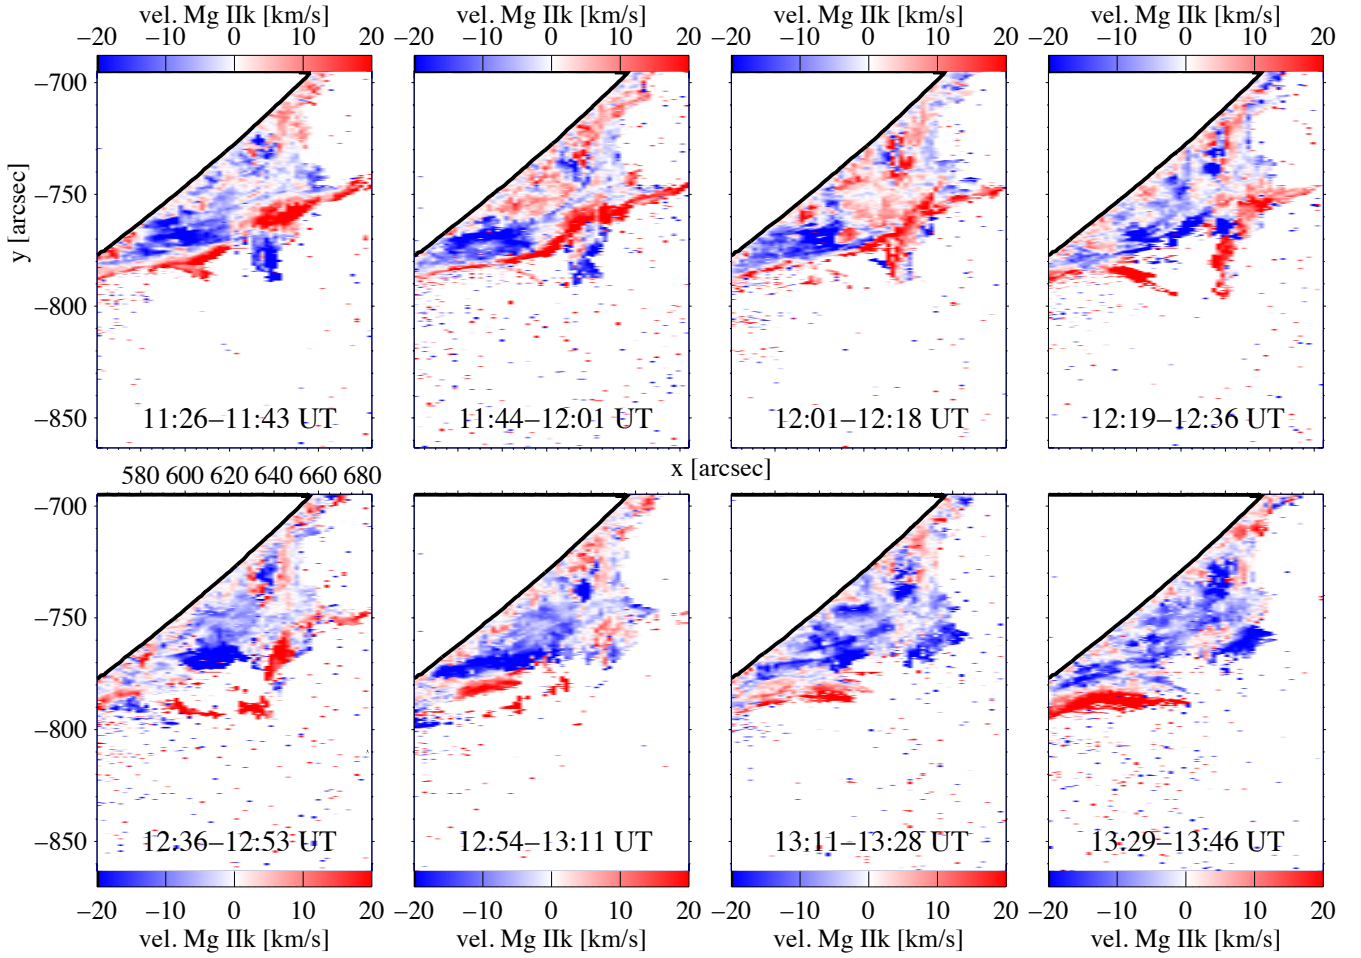 vel. Mg IIk [km/s] vel. Mg IIk [km/s] vel. Mg IIk [km/s] vel. Mg IIk [km/s]
−20 −10 0 10 20 −20 −10 0 10 20 −20 −10 0 10 20 −20 −10 0 10 20
−700
−750
y [arcsec]
−800
−850
11:26−11:43 UT 11:44−12:01 UT 12:01−12:18 UT 12:19−12:36 UT
580 600 620 640 660 680
x [arcsec]
−700
−750
−800
−850
12:36−12:53 UT 12:54−13:11 UT 13:11−13:28 UT 13:29−13:46 UT
−20 −10 0 10 20 −20 −10 0 10 20 −20 −10 0 10 20 −20 −10 0 10 20
vel. Mg IIk [km/s] vel. Mg IIk [km/s] vel. Mg IIk [km/s] vel. Mg IIk [km/s]